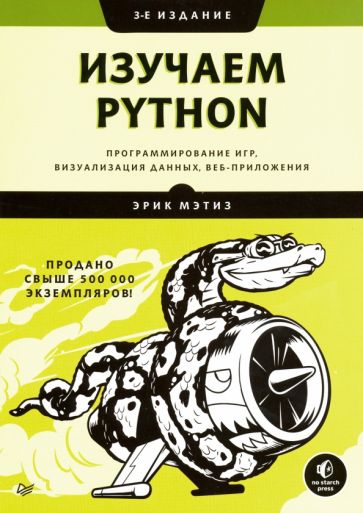 3-Е ИЗДАНИЕ
ИЗУЧАЕМ
PYTHON
ПРОГРАММИРОВАНИЕ ИГР,
ВИЗУАЛИЗАЦИЯ ДАННЫХ, ВЕБ-ПРИЛОЖЕНИЯ
ЭРИК МЭТИЗ
ПРОДАНО
СВЫШЕ 500 000
ЭКЗЕМПЛЯРОВ!
no starch
press